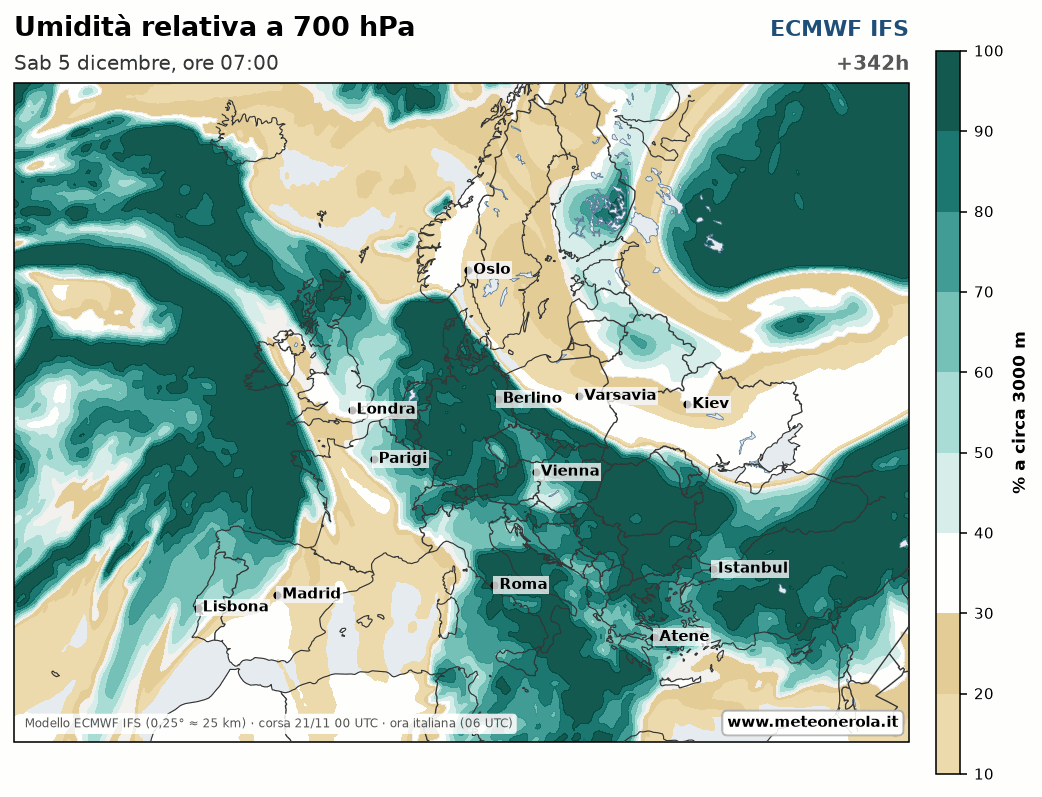 Umidità relativa a 700 hPa
ECMWF IFS
Sab 5 dicembre, ore 07:00
+342h
100
90
80
70
60
50
40
30
20
10
% a circa 3000 m
Oslo
Londra
Berlino
Varsavia
Kiev
Parigi
Vienna
Istanbul
Roma
Madrid
Lisbona
Atene
Modello ECMWF IFS (0,25° ≈ 25 km) · corsa 21/11 00 UTC · ora italiana (06 UTC)
www.meteonerola.it